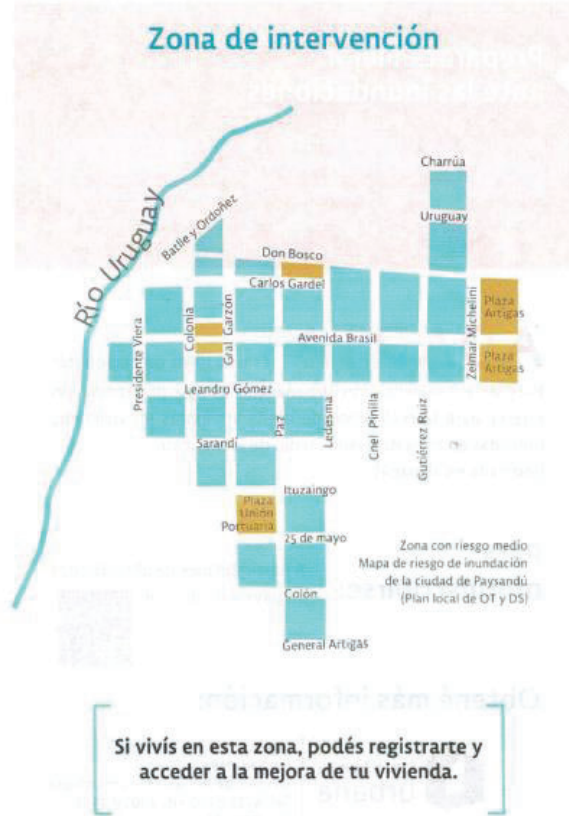 Zona de intervención
Charrúa
Uruguay
Río Uruguay
Batlle y Ordoñez
Don Bosco
Carlos Gardel
Plaza
Artigas
Zelmar Michelini
Colonia
Gral Garzón
Avenida Brasil
Plaza
Artigas
Presidente Viera
Leandro Gómez
Paz
Ledesma
Cnel Pinilla
Gutiérrez Ruiz
Sarandí
Ituzaingo
Plaza
Unión
Portuaria
25 de mayo
Zona con riesgo medio
Mapa de riesgo de inundación
de la ciudad de Paysandú
(Plan local de OT y DS)
Colón
General Artigas
Si vivís en esta zona, podés registrarte y
acceder a la mejora de tu vivienda.